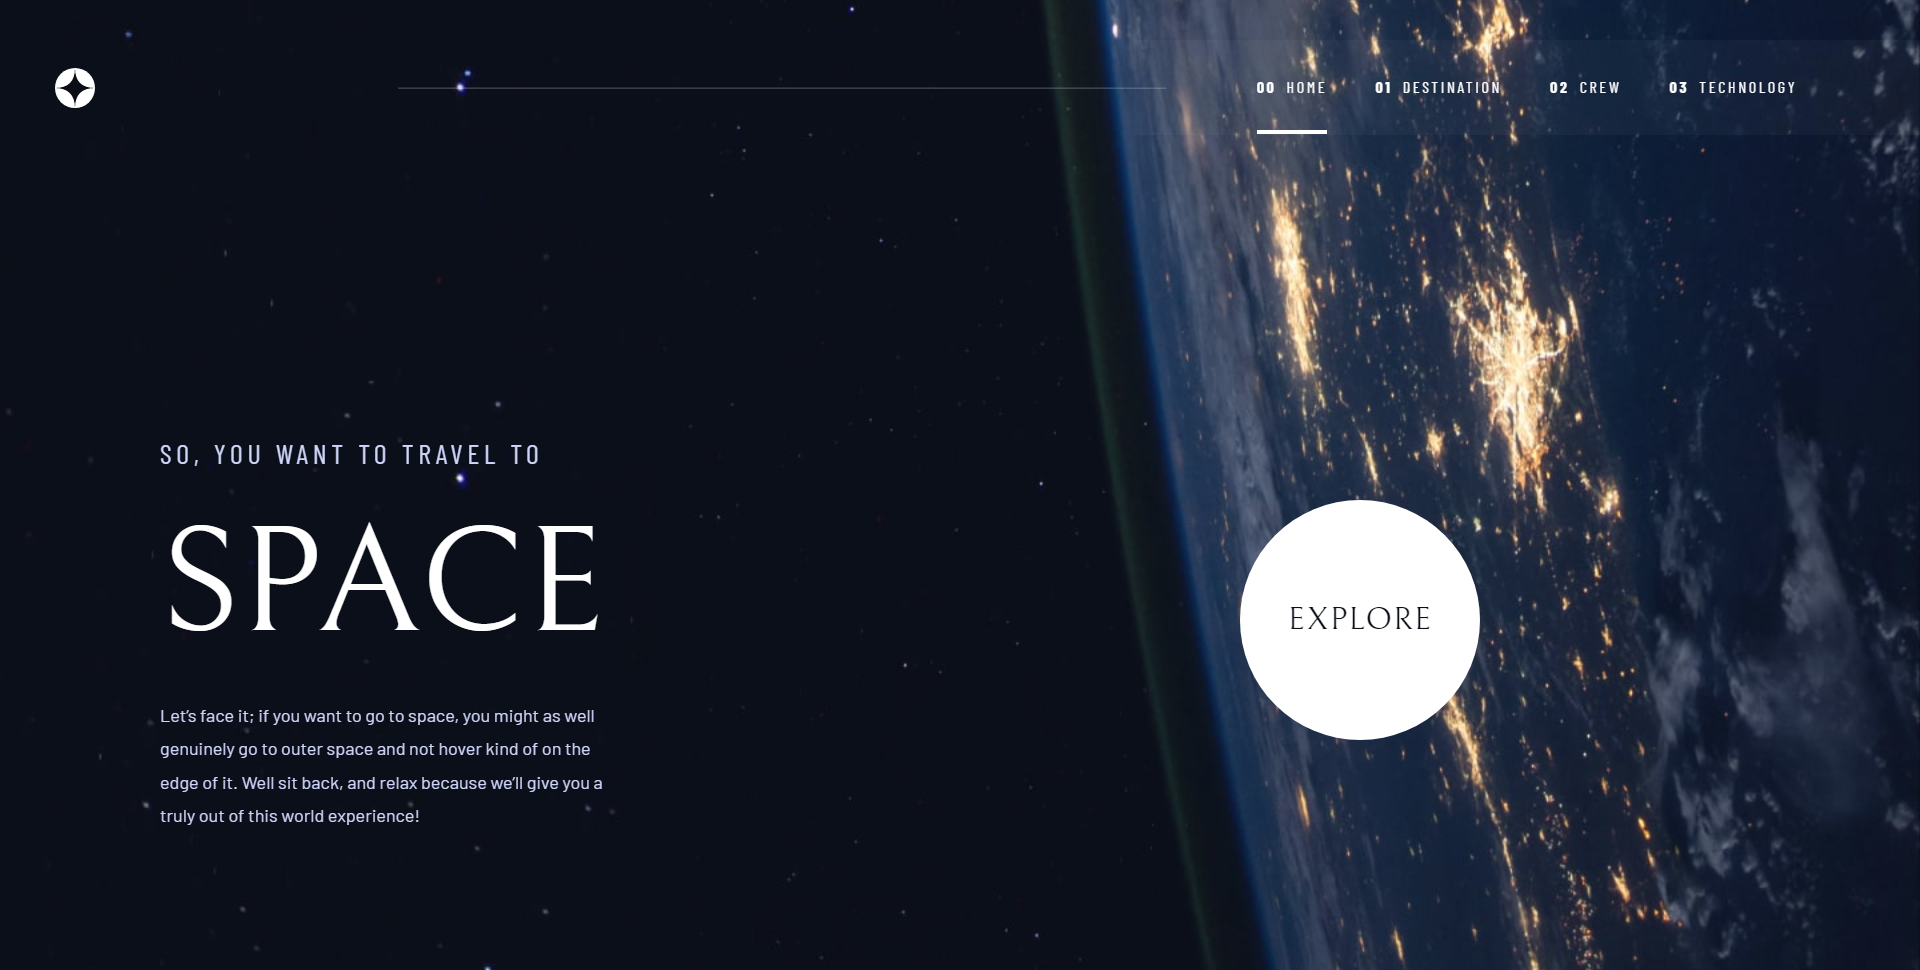 00 HOME 01 DESTINATION 02 CREW 03 TECHNOLOGY
SO, YOU WANT TO TRAVEL TO
SPACE
Let’s face it; if you want to go to space, you might as well
genuinely go to outer space and not hover kind of on the
edge of it. Well sit back, and relax because we’ll give you a
truly out of this world experience!
EXPLORE